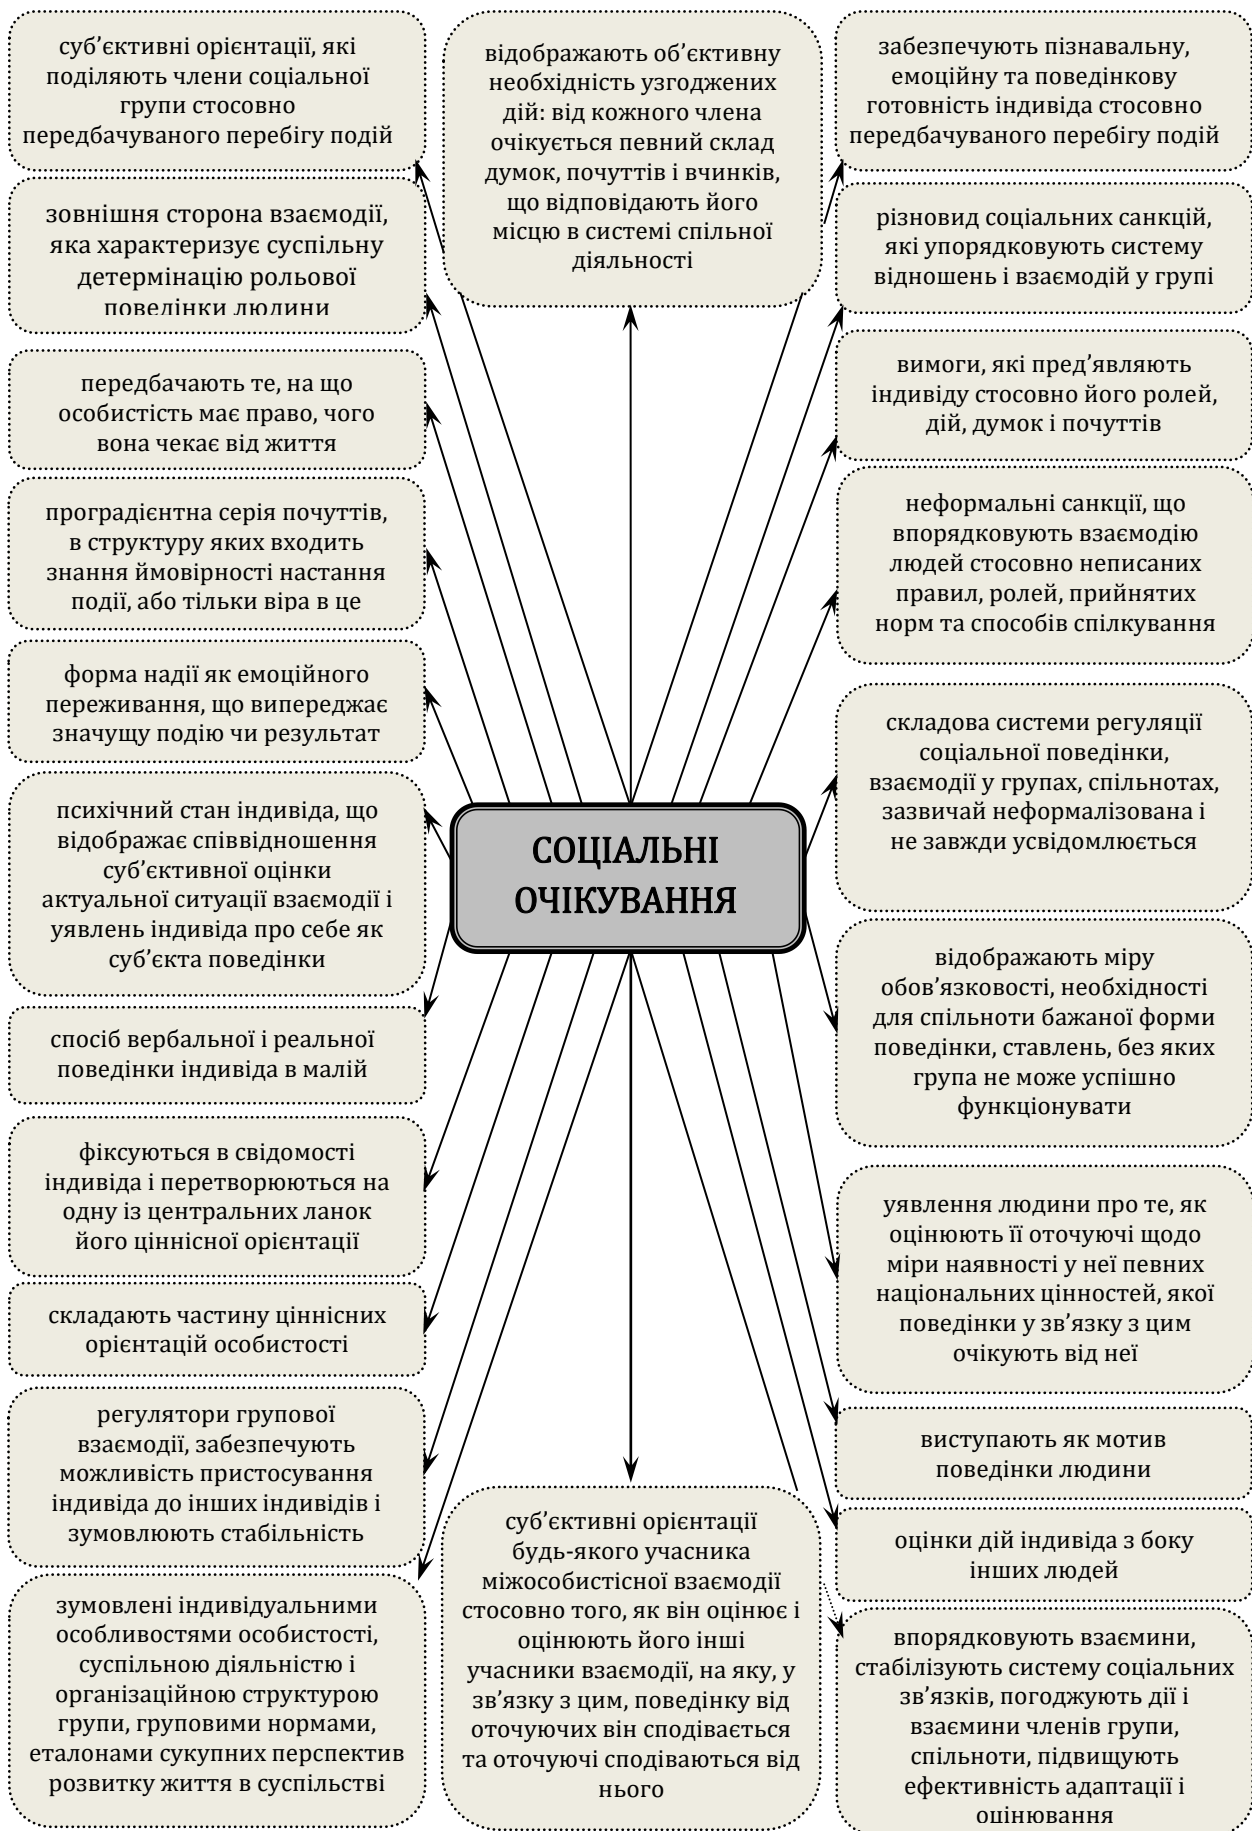 суб’єктивні орієнтації, які
поділяють члени соціальної
групи стосовно
передбачуваного перебігу подій
зовнішня сторона взаємодії,
яка характеризує суспільну
детермінацію рольової
поведінки людини
передбачають те, на що
особистість має право, чого
вона чекає від життя
проградієнтна серія почуттів,
в структуру яких входить
знання ймовірності настання
події, або тільки віра в це
форма надії як емоційного
переживання, що випереджає
значущу подію чи результат
психічний стан індивіда, що
відображає співвідношення
суб’єктивної оцінки
актуальної ситуації взаємодії і
уявлень індивіда про себе як
суб’єкта поведінки
спосіб вербальної і реальної
поведінки індивіда в малій
фіксуються в свідомості
індивіда і перетворюються на
одну із центральних ланок
його ціннісної орієнтації
складають частину ціннісних
орієнтацій особистості
регулятори групової
взаємодії, забезпечують
можливість пристосування
індивіда до інших індивідів і
зумовлюють стабільність
зумовлені індивідуальними
особливостями особистості,
суспільною діяльністю і
організаційною структурою
групи, груповими нормами,
еталонами сукупних перспектив
розвитку життя в суспільстві
відображають об’єктивну
необхідність узгоджених
дій: від кожного члена
очікується певний склад
думок, почуттів і вчинків,
що відповідають його
місцю в системі спільної
діяльності
СОЦІАЛЬНІ
ОЧІКУВАННЯ
суб’єктивні орієнтації
будь-якого учасника
міжособистісної взаємодії
стосовно того, як він оцінює і
оцінюють його інші
учасники взаємодії, на яку, у
зв’язку з цим, поведінку від
оточуючих він сподівається
та оточуючі сподіваються від
нього
забезпечують пізнавальну,
емоційну та поведінкову
готовність індивіда стосовно
передбачуваного перебігу подій
різновид соціальних санкцій,
які упорядковують систему
відношень і взаємодій у групі
вимоги, які пред’являють
індивіду стосовно його ролей,
дій, думок і почуттів
неформальні санкції, що
впорядковують взаємодію
людей стосовно неписаних
правил, ролей, прийнятих
норм та способів спілкування
складова системи регуляції
соціальної поведінки,
взаємодії у групах, спільнотах,
зазвичай неформалізована і
не завжди усвідомлюється
відображають міру
обов’язковості, необхідності
для спільноти бажаної форми
поведінки, ставлень, без яких
група не може успішно
функціонувати
уявлення людини про те, як
оцінюють її оточуючі щодо
міри наявності у неї певних
національних цінностей, якої
поведінки у зв’язку з цим
очікують від неї
виступають як мотив
поведінки людини
оцінки дій індивіда з боку
інших людей
впорядковують взаємини,
стабілізують систему соціальних
зв’язків, погоджують дії і
взаємини членів групи,
спільноти, підвищують
ефективність адаптації і
оцінювання